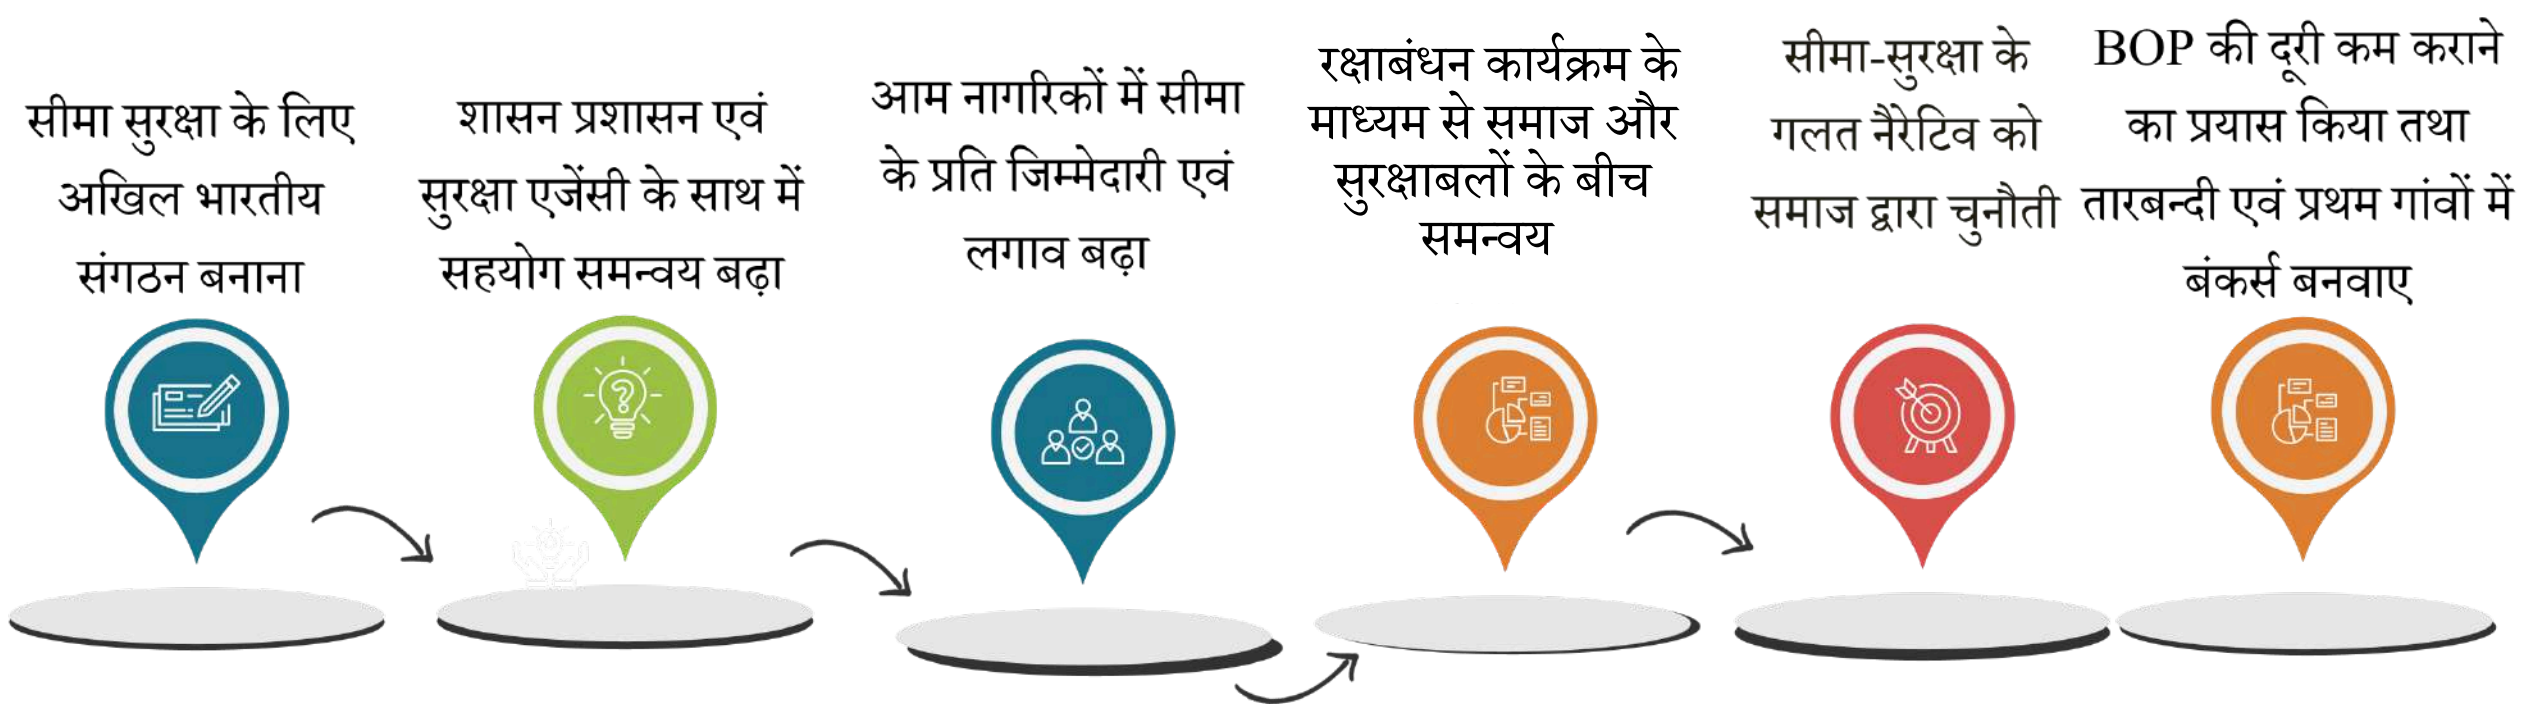 सीमा सुरक्षा के लिए
अखिल भारतीय
संगठन बनाना
शासन प्रशासन एवं
सुरक्षा एजेंसी के साथ में
सहयोग समन्वय बढ़ा
आम नागरिकों में सीमा
के प्रति जिम्मेदारी एवं
लगाव बढ़ा
रक्षाबंधन कार्यक्रम के
माध्यम से समाज और
सुरक्षाबलों के बीच
समन्वय
सीमा-सुरक्षा के
गलत नैरेटिव को
समाज द्वारा चुनौती
BOP की दूरी कम कराने
का प्रयास किया तथा
तारबन्दी एवं प्रथम गांवों में
बंकर्स बनवाए